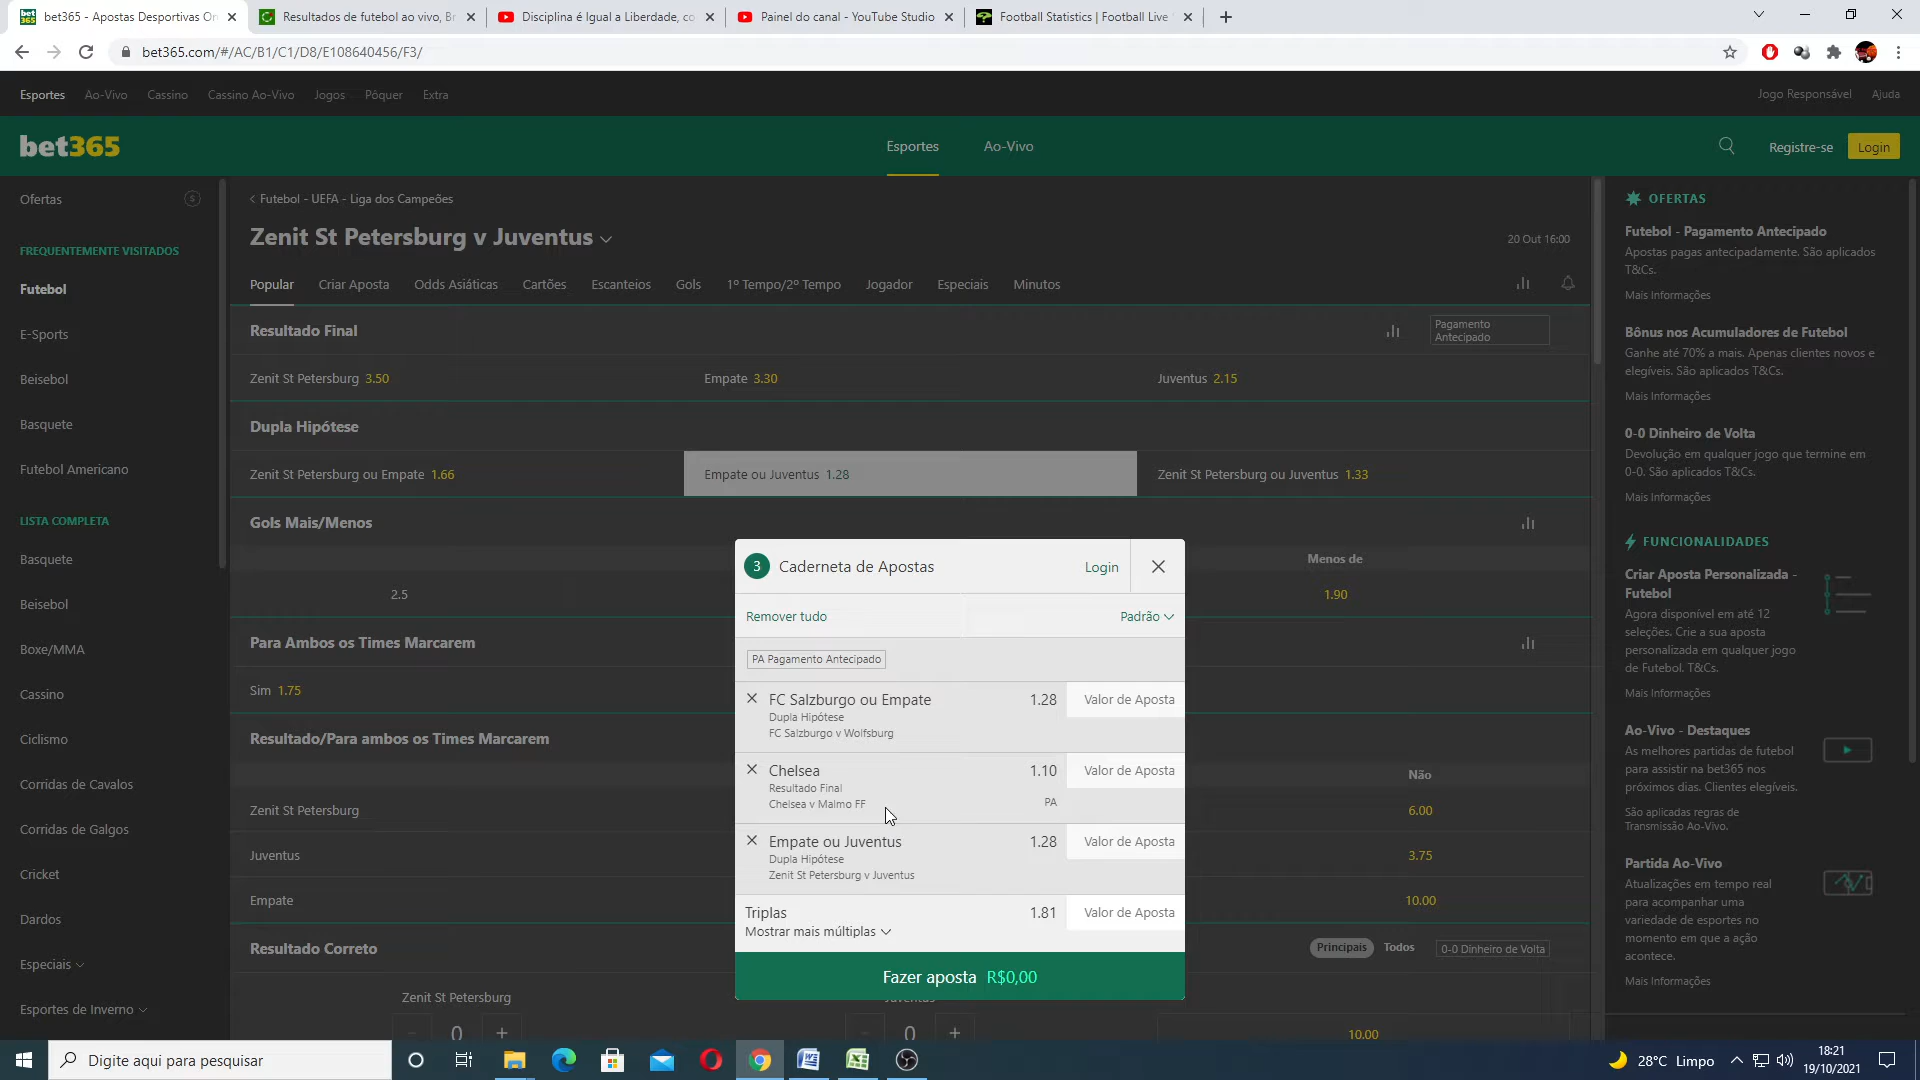 bet365 - Apostas Desportivas On
Resultados de futebol ao vivo, Br
Disciplina é Igual a Liberdade, co
Painel do canal - YouTube Studio
Football Statistics | Football Live
bet365.com/#/AC/B1/C1/D8/E108640456/F3/
Esportes Ao-Vivo Cassino Cassino Ao-Vivo Jogos Póquer Extra
Jogo Responsável Ajuda
bet365
Esportes Ao-Vivo
Registre-se Login
Ofertas
FREQUENTEMENTE VISITADOS
Futebol
E-Sports
Beisebol
Basquete
Futebol Americano
LISTA COMPLETA
Basquete
Beisebol
Boxe/MMA
Cassino
Ciclismo
Corridas de Cavalos
Corridas de Galgos
Cricket
Dardos
Especiais
Esportes de Inverno
Futebol - UEFA - Liga dos Campeões
Zenit St Petersburg v Juventus
20 Out 16:00
Popular Criar Aposta Odds Asiáticas Cartões Escanteios Gols 1º Tempo/2º Tempo Jogador Especiais Minutos
Resultado Final
Pagamento
Antecipado
Zenit St Petersburg 3.50 Empate 3.30 Juventus 2.15
Dupla Hipótese
Zenit St Petersburg ou Empate 1.66 Empate ou Juventus 1.28 Zenit St Petersburg ou Juventus 1.33
Gols Mais/Menos
Menos de
2.5 1.90
Para Ambos os Times Marcarem
Sim 1.75
Resultado/Para ambos os Times Marcarem
Não
Zenit St Petersburg 6.00
Juventus 3.75
Empate 10.00
Resultado Correto
Principais Todos 0-0 Dinheiro de Volta
Zenit St Petersburg
0 + 0 + 10.00
3 Caderneta de Apostas Login
Remover tudo Padrão
PA Pagamento Antecipado
FC Salzburgo ou Empate 1.28 Valor de Aposta
Dupla Hipótese
FC Salzburgo v Wolfsburg
Chelsea 1.10 Valor de Aposta
Resultado Final
Chelsea v Malmo FF PA
Empate ou Juventus 1.28 Valor de Aposta
Dupla Hipótese
Zenit St Petersburg v Juventus
Triplas 1.81 Valor de Aposta
Mostrar mais múltiplas
Fazer aposta R$0,00
OFERTAS
Futebol - Pagamento Antecipado
Apostas pagas antecipadamente. São aplicados
T&Cs.
Mais Informações
Bônus nos Acumuladores de Futebol
Ganhe até 70% a mais. Apenas clientes novos e
elegíveis. São aplicados T&Cs.
Mais Informações
0-0 Dinheiro de Volta
Devolução em qualquer jogo que termine em
0-0. São aplicados T&Cs.
Mais Informações
FUNCIONALIDADES
Criar Aposta Personalizada -
Futebol
Agora disponível em até 12
seleções. Crie a sua aposta
personalizada em qualquer jogo
de Futebol. T&Cs.
Mais Informações
Ao-Vivo - Destaques
As melhores partidas de futebol
para assistir na bet365 nos
próximos dias. Clientes elegíveis.
São aplicadas regras de
Transmissão Ao-Vivo.
Partida Ao-Vivo
Atualizações em tempo real
para acompanhar uma
variedade de esportes no
momento em que a ação
acontece.
Mais Informações
Digite aqui para pesquisar
28°C Limpo
18:21
19/10/2021